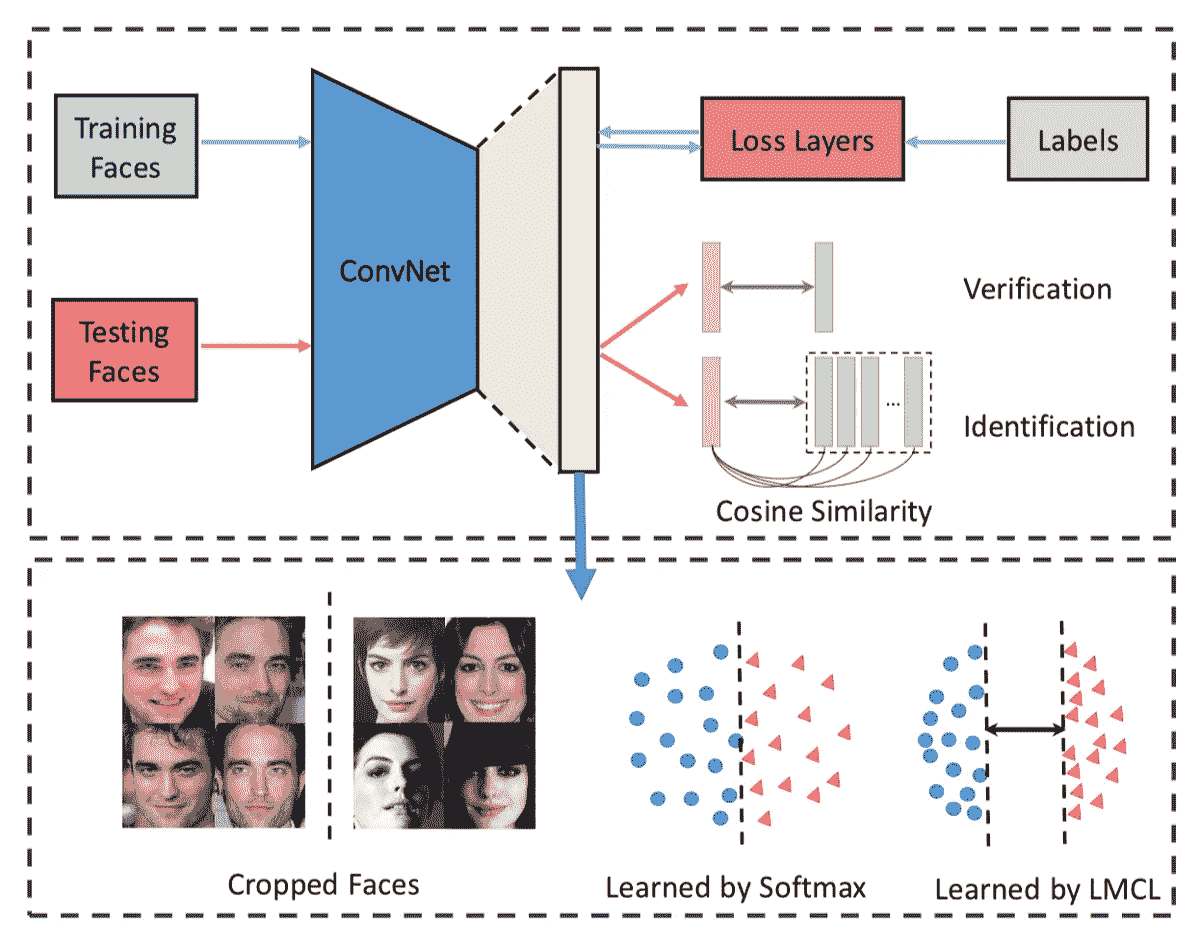 Training
Faces
Loss Layers
Labels
ConvNet
Verification
Testing
Faces
...
Identification
Cosine Similarity
Cropped Faces
Learned by Softmax
Learned by LMCL